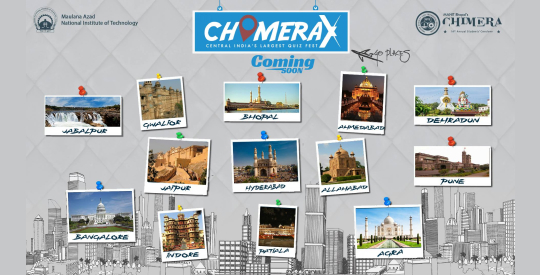 Maulana Azad
National Institute of Technology
CHIMERA X
CENTRAL INDIA'S LARGEST QUIZ FEST
Coming
SOON
CHIMERA
JABALPUR
GWALIOR
BHOPAL
AHMEDABAD
DEHRADUN
JAIPUR
HYDERABAD
ALLAHABAD
PUNE
BANGALORE
INDORE
PATIALA
AGRA